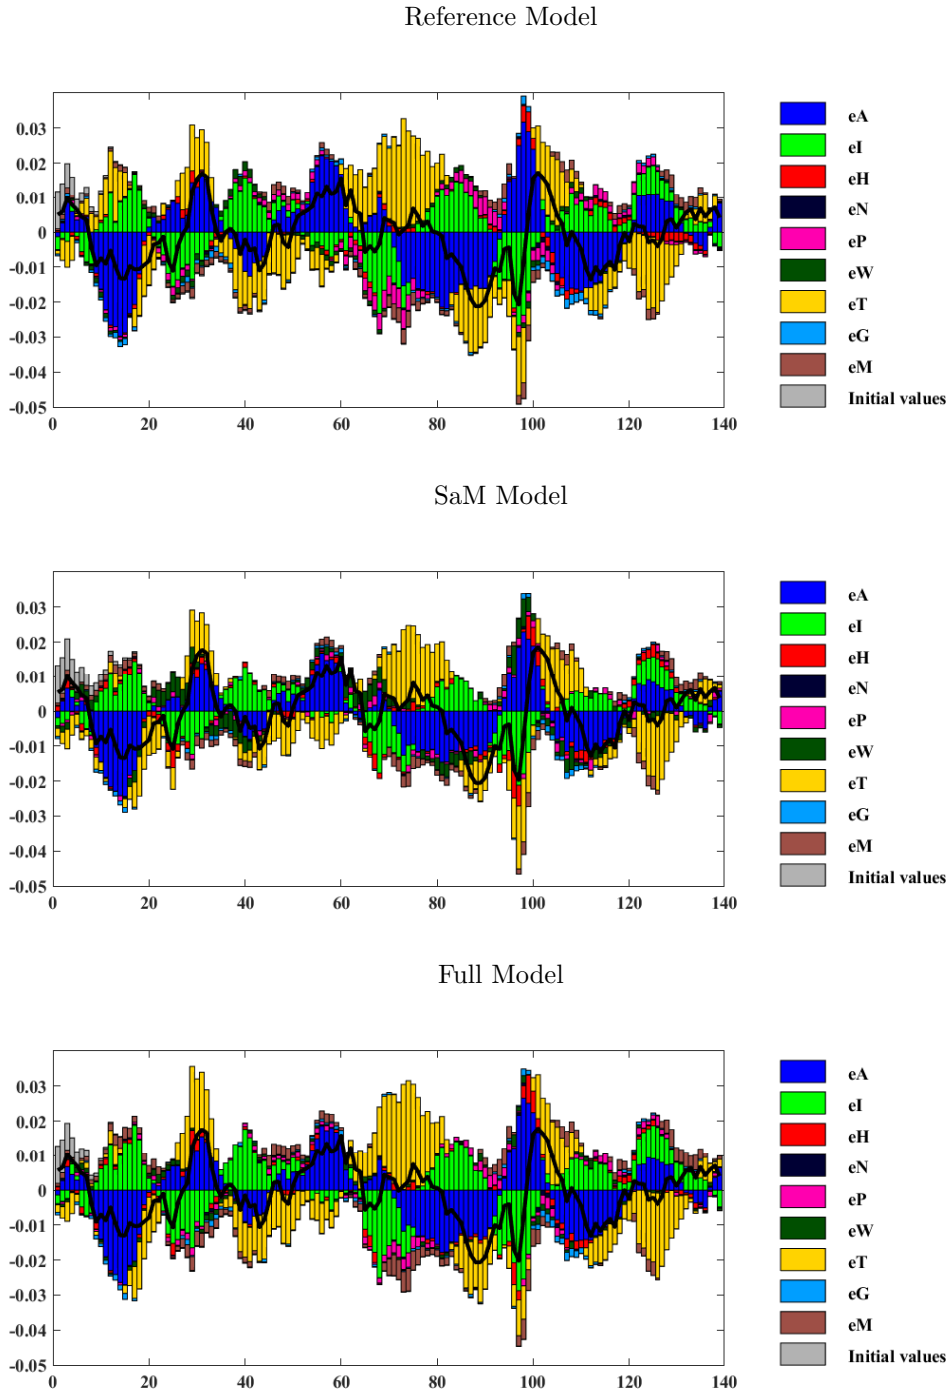 Reference Model
0.03
0.02
0.01
0
-0.01
-0.02
-0.03
-0.04
-0.05
0 20 40 60 80 100 120 140
eA
eI
eH
eN
eP
eW
eT
eG
eM
Initial values
SaM Model
0.03
0.02
0.01
0
-0.01
-0.02
-0.03
-0.04
-0.05
0 20 40 60 80 100 120 140
eA
eI
eH
eN
eP
eW
eT
eG
eM
Initial values
Full Model
0.03
0.02
0.01
0
-0.01
-0.02
-0.03
-0.04
-0.05
0 20 40 60 80 100 120 140
eA
eI
eH
eN
eP
eW
eT
eG
eM
Initial values